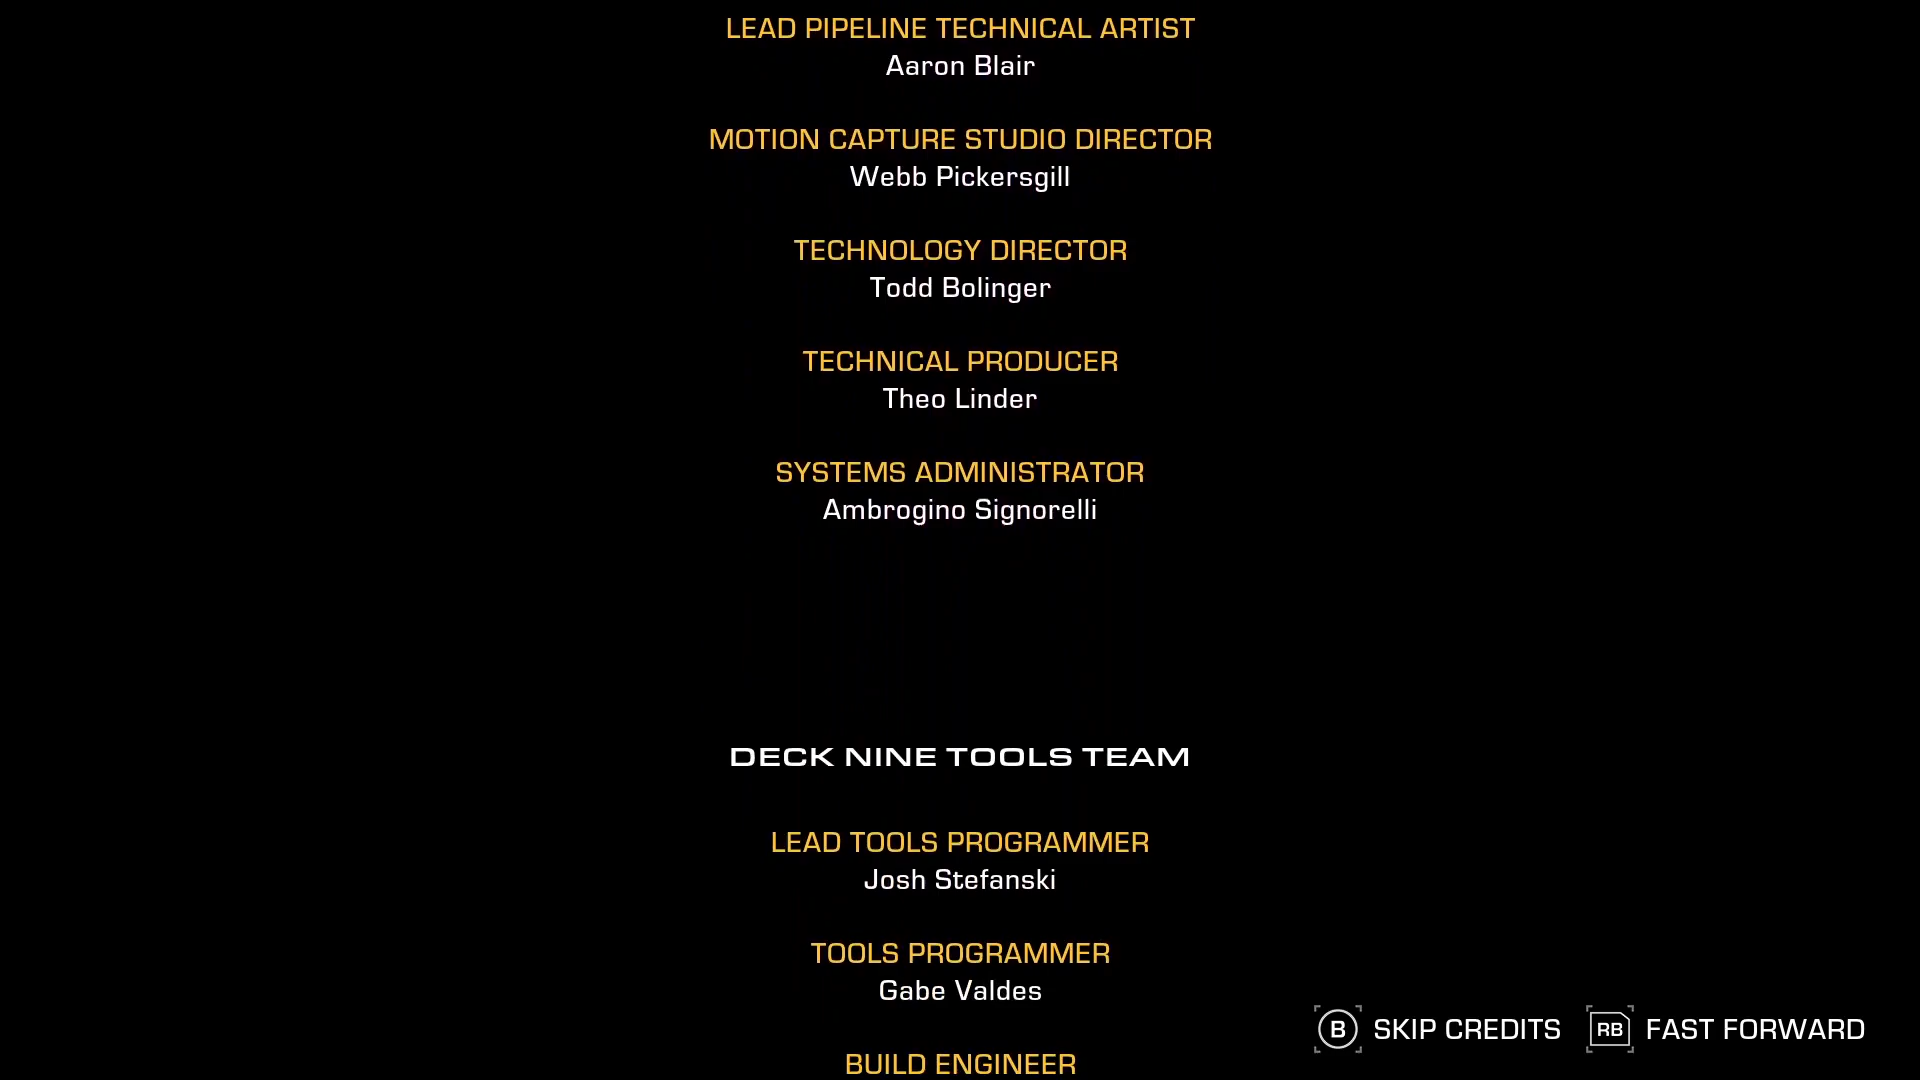 LEAD PIPELINE TECHNICAL ARTIST
Aaron Blair
MOTION CAPTURE STUDIO DIRECTOR
Webb Pickersgill
TECHNOLOGY DIRECTOR
Todd Bolinger
TECHNICAL PRODUCER
Theo Linder
SYSTEMS ADMINISTRATOR
Ambrogino Signorelli
DECK NINE TOOLS TEAM
LEAD TOOLS PROGRAMMER
Josh Stefanski
TOOLS PROGRAMMER
Gabe Valdes
BUILD ENGINEER
B SKIP CREDITS RB FAST FORWARD